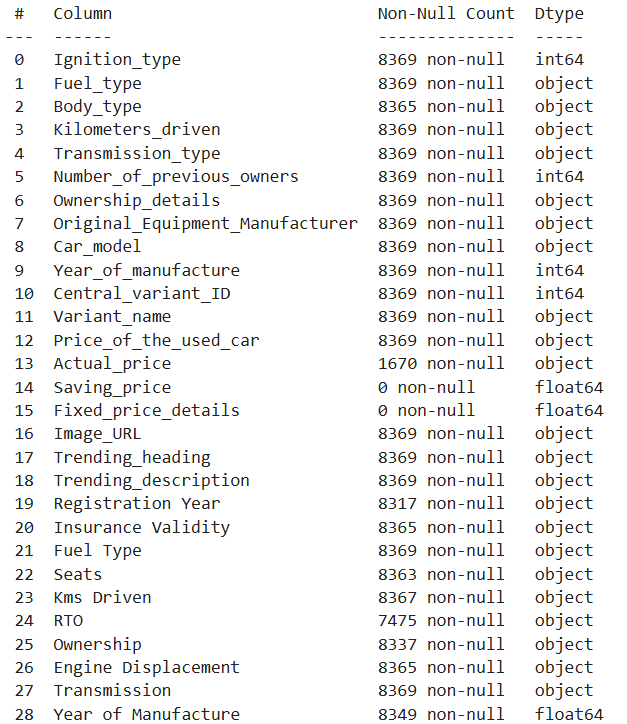 #   Column                           Non-Null Count  Dtype
---  ------                           --------------  -----
0   Ignition_type                    8369 non-null   int64
1   Fuel_type                        8369 non-null   object
2   Body_type                        8365 non-null   object
3   Kilometers_driven                8369 non-null   object
4   Transmission_type                8369 non-null   object
5   Number_of_previous_owners        8369 non-null   int64
6   Ownership_details                8369 non-null   object
7   Original_Equipment_Manufacturer  8369 non-null   object
8   Car_model                        8369 non-null   object
9   Year_of_manufacture              8369 non-null   int64
10  Central_variant_ID               8369 non-null   int64
11  Variant_name                     8369 non-null   object
12  Price_of_the_used_car            8369 non-null   object
13  Actual_price                     1670 non-null   object
14  Saving_price                     0 non-null      float64
15  Fixed_price_details              0 non-null      float64
16  Image_URL                        8369 non-null   object
17  Trending_heading                 8369 non-null   object
18  Trending_description             8369 non-null   object
19  Registration Year                8317 non-null   object
20  Insurance Validity               8365 non-null   object
21  Fuel Type                        8369 non-null   object
22  Seats                            8363 non-null   object
23  Kms Driven                       8367 non-null   object
24  RTO                              7475 non-null   object
25  Ownership                        8337 non-null   object
26  Engine Displacement              8365 non-null   object
27  Transmission                     8369 non-null   object
28  Year of Manufacture              8349 non-null   float64